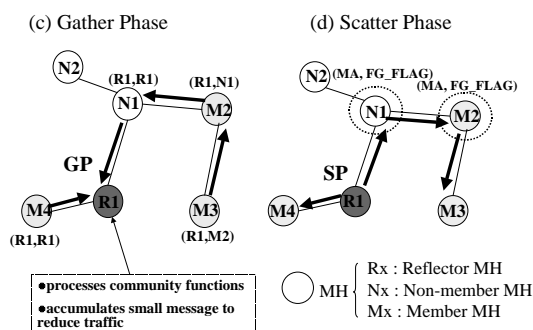 (c) Gather Phase
N2
(R1,R1)
N1
(R1,N1)
M2
GP
M4
(R1,R1)
R1
M3
(R1,M2)
●processes community functions
●accumulates small message to
reduce traffic
(d) Scatter Phase
N2
(MA, FG_FLAG)
(MA, FG_FLAG)
N1
M2
SP
M4
R1
M3
MH
Rx : Reflector MH
Nx : Non-member MH
Mx : Member MH